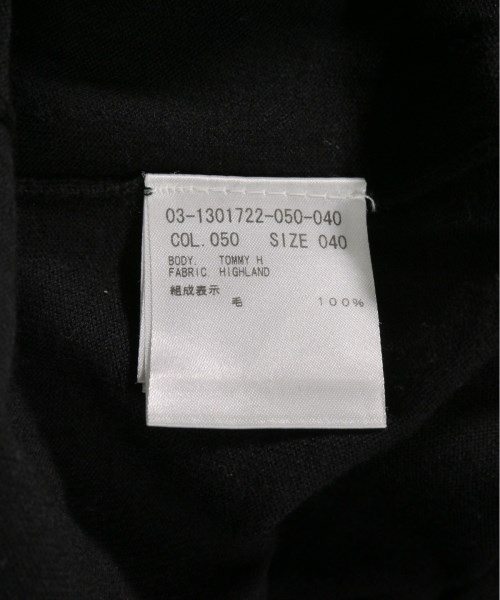 03-1301722-050-040
COL.050 SIZE 040
BODY. TOMMY H
FABRIC. HIGHLAND
組成表示
毛 100%